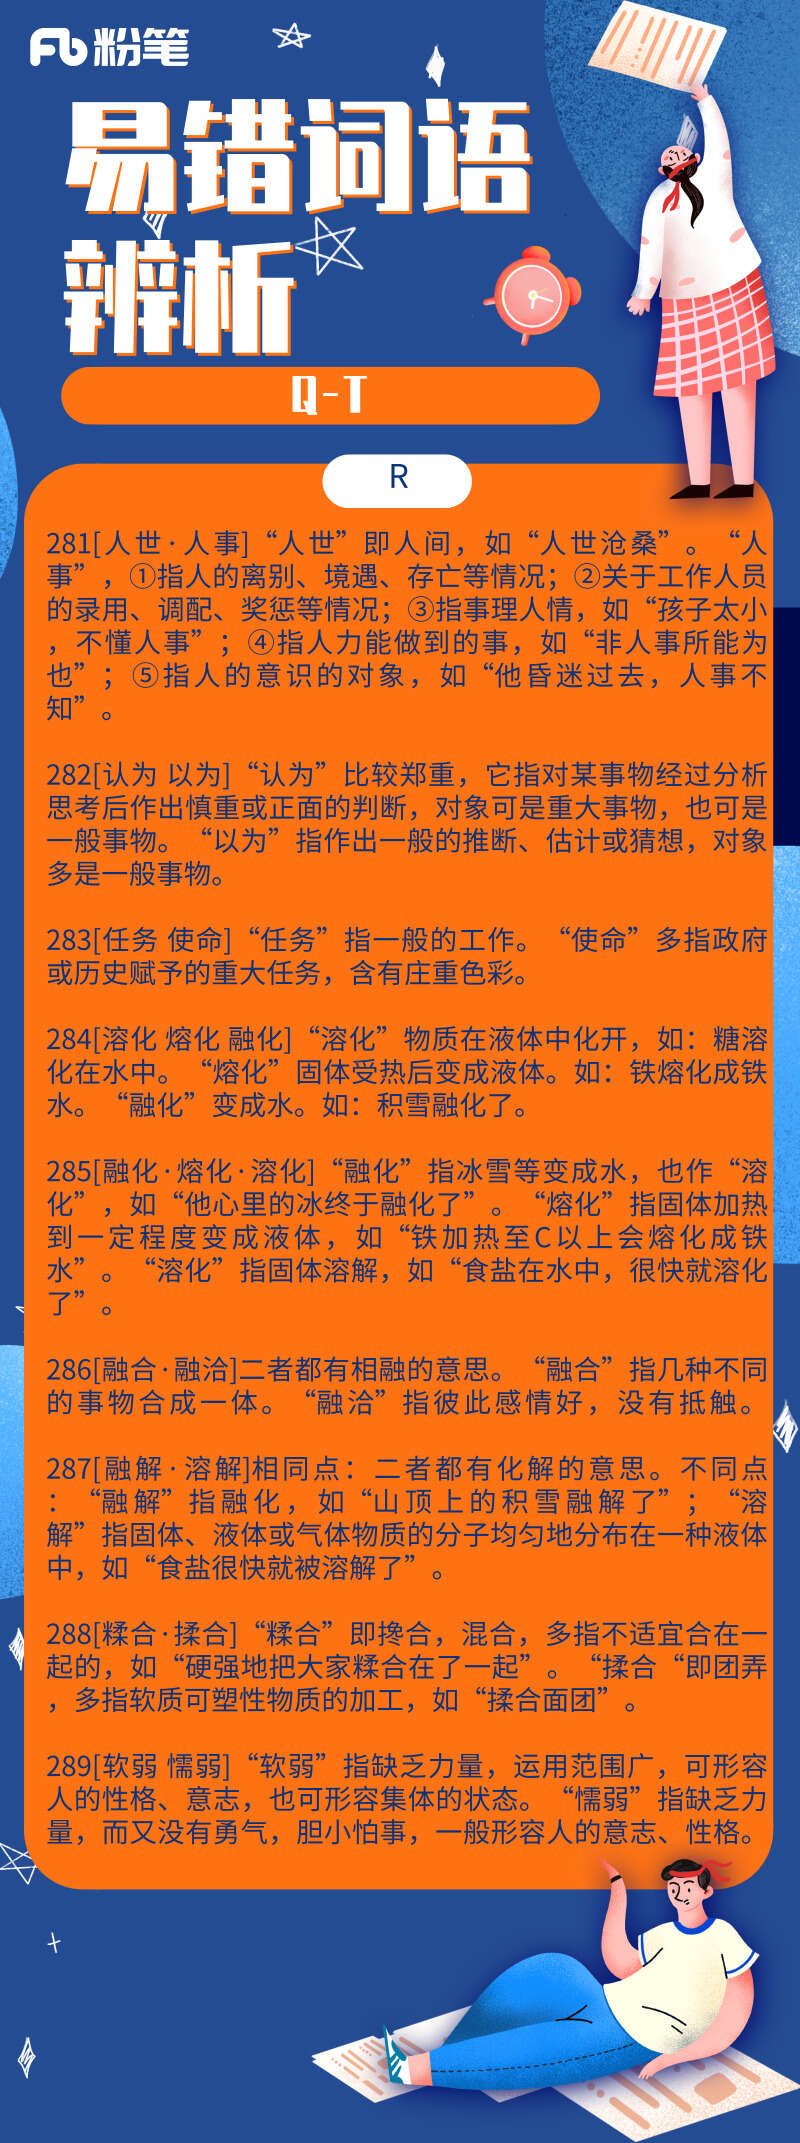 Fb粉笔
易错词语
辨析
Q-T
R
281[人世·人事]“人世”即人间，如“人世沧桑”。“人
事”，①指人的离别、境遇、存亡等情况；②关于工作人员
的录用、调配、奖惩等情况；③指事理人情，如“孩子太小
，不懂人事”；④指人力能做到的事，如“非人事所能为
也”；⑤指人的意识的对象，如“他昏迷过去，人事不
知”。
282[认为 以为]“认为”比较郑重，它指对某事物经过分析
思考后作出慎重或正面的判断，对象可是重大事物，也可是
一般事物。“以为”指作出一般的推断、估计或猜想，对象
多是一般事物。
283[任务 使命]“任务”指一般的工作。“使命”多指政府
或历史赋予的重大任务，含有庄重色彩。
284[溶化 熔化 融化]“溶化”物质在液体中化开，如：糖溶
化在水中。“熔化”固体受热后变成液体。如：铁熔化成铁
水。“融化”变成水。如：积雪融化了。
285[融化·熔化·溶化]“融化”指冰雪等变成水，也作“溶
化”，如“他心里的冰终于融化了”。“熔化”指固体加热
到一定程度变成液体，如“铁加热至C以上会熔化成铁
水”。“溶化”指固体溶解，如“食盐在水中，很快就溶化
了”。
286[融合·融洽]二者都有相融的意思。“融合”指几种不同
的事物合成一体。“融洽”指彼此感情好，没有抵触。
287[融解·溶解]相同点：二者都有化解的意思。不同点
：“融解”指融化，如“山顶上的积雪融解了”；“溶
解”指固体、液体或气体物质的分子均匀地分布在一种液体
中，如“食盐很快就被溶解了”。
288[糅合·揉合]“糅合”即搀合，混合，多指不适宜合在一
起的，如“硬强地把大家糅合在了一起”。“揉合“即团弄
，多指软质可塑性物质的加工，如“揉合面团”。
289[软弱 懦弱]“软弱”指缺乏力量，运用范围广，可形容
人的性格、意志，也可形容集体的状态。“懦弱”指缺乏力
量，而又没有勇气，胆小怕事，一般形容人的意志、性格。